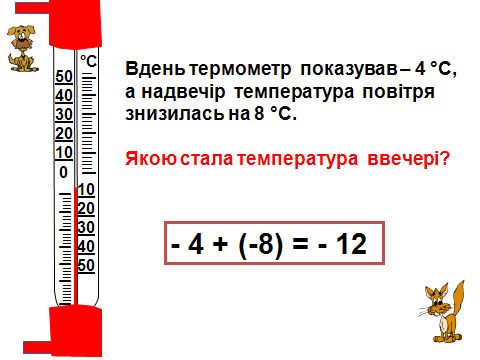 °C
50
40
30
20
10
0
10
20
30
40
50
Вдень термометр показував – 4 °С,
а надвечір температура повітря
знизилась на 8 °С.
Якою стала температура ввечері?
- 4 + (-8) = - 12